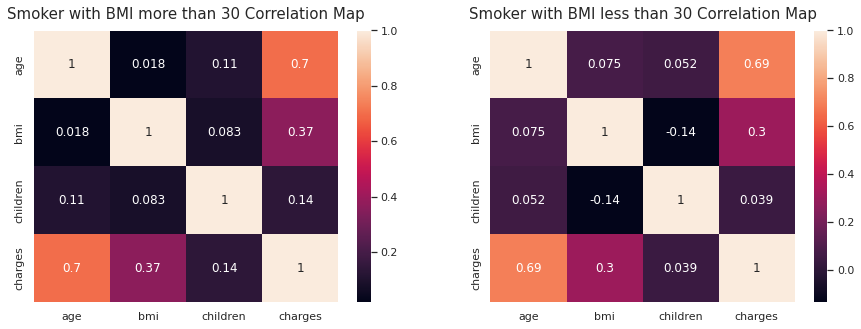 Smoker with BMI more than 30 Correlation Map
age
1
0.018
0.11
0.7
bmi
0.018
1
0.083
0.37
children
0.11
0.083
1
0.14
charges
0.7
0.37
0.14
1
age
bmi
children
charges
1.0
0.8
0.6
0.4
0.2
Smoker with BMI less than 30 Correlation Map
age
1
0.075
0.052
0.69
bmi
0.075
1
-0.14
0.3
children
0.052
-0.14
1
0.039
charges
0.69
0.3
0.039
1
age
bmi
children
charges
1.0
0.8
0.6
0.4
0.2
0.0